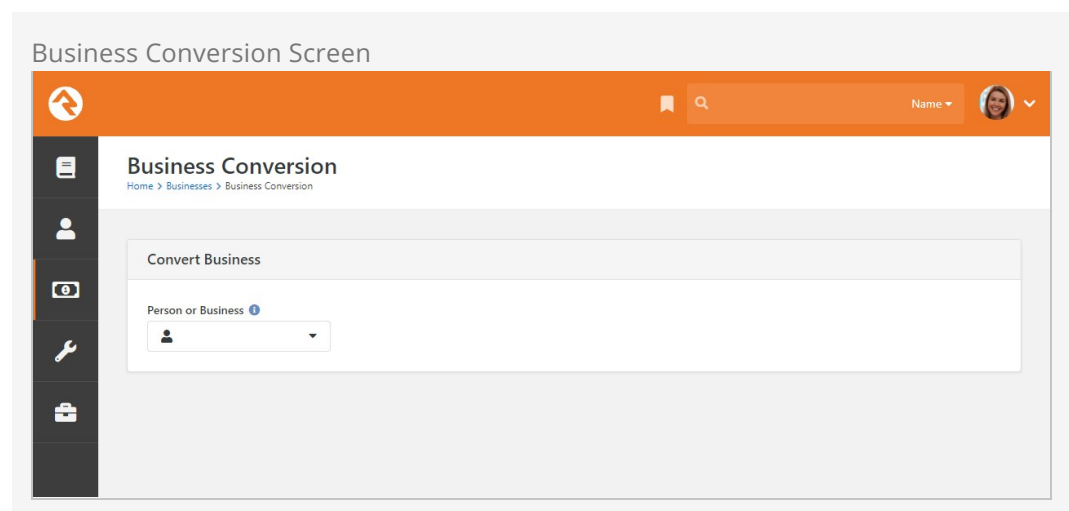 Business Conversion Screen
Name
Business Conversion
Home > Businesses > Business Conversion
Convert Business
Person or Business